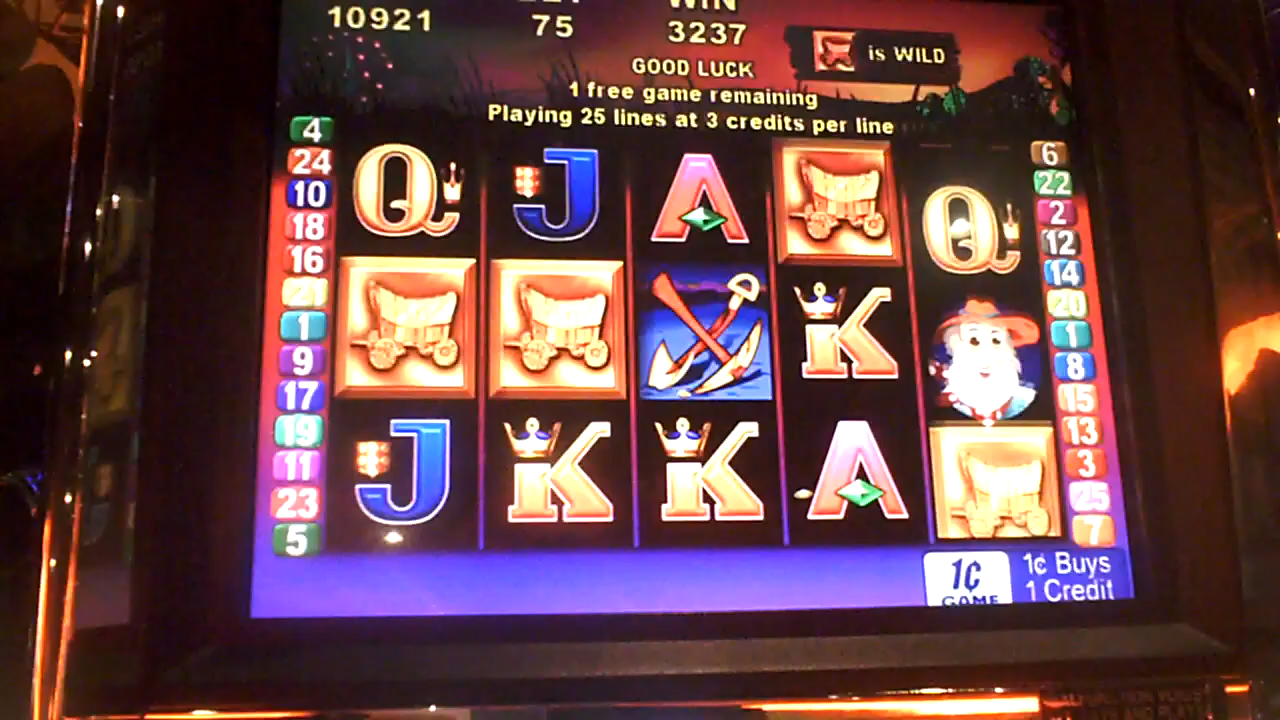 10921
75
WIN
3237
is WILD
GOOD LUCK
1 free game remaining
Playing 25 lines at 3 credits per line
4
24
10
18
16
21
1
9
17
19
11
23
5
Q J A Q
K
J K K A
6
22
2
12
14
20
1
8
15
13
3
25
7
1¢
GAME
1¢ Buys
1 Credit